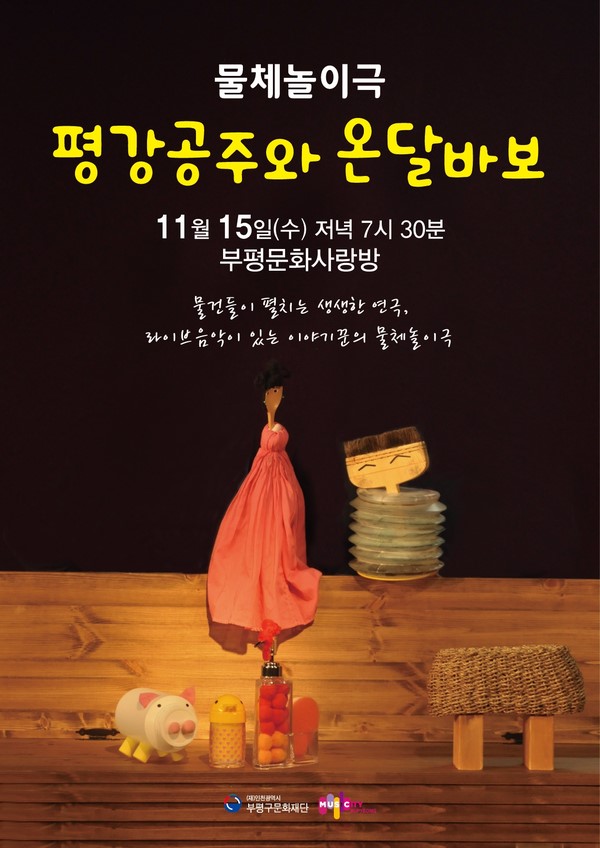 물체놀이극
평강공주와 온달바보
11월 15일(수) 저녁 7시 30분
부평문화사랑방
물건들이 펼치는 생생한 연극,
라이브음악이 있는 이야기꾼의 물체놀이극
(재)인천광역시
부평구문화재단
MUSICITY